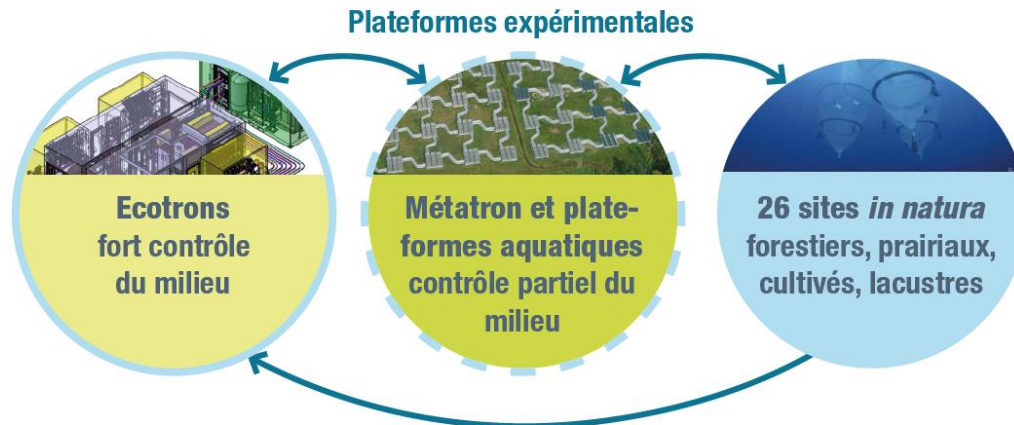 Plateformes expérimentales
Ecotrons
fort contrôle
du milieu
Métatron et plate-
formes aquatiques
contrôle partiel du
milieu
26 sites in natura
forestiers, prairiaux,
cultivés, lacustres